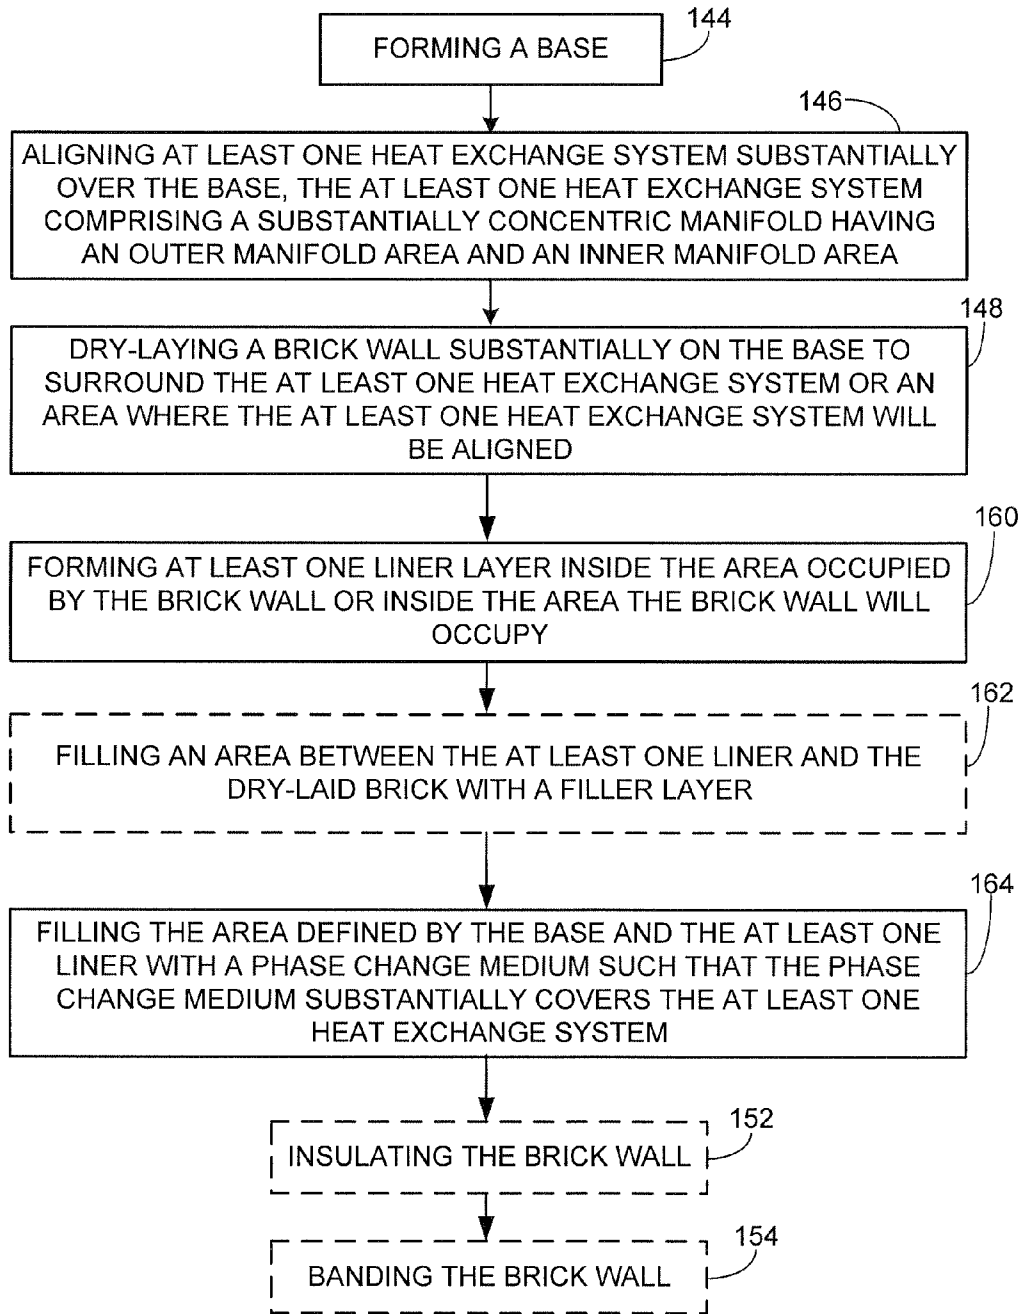 144
FORMING A BASE
146
ALIGNING AT LEAST ONE HEAT EXCHANGE SYSTEM SUBSTANTIALLY
OVER THE BASE, THE AT LEAST ONE HEAT EXCHANGE SYSTEM
COMPRISING A SUBSTANTIALLY CONCENTRIC MANIFOLD HAVING
AN OUTER MANIFOLD AREA AND AN INNER MANIFOLD AREA
148
DRY-LAYING A BRICK WALL SUBSTANTIALLY ON THE BASE TO
SURROUND THE AT LEAST ONE HEAT EXCHANGE SYSTEM OR AN
AREA WHERE THE AT LEAST ONE HEAT EXCHANGE SYSTEM WILL
BE ALIGNED
160
FORMING AT LEAST ONE LINER LAYER INSIDE THE AREA OCCUPIED
BY THE BRICK WALL OR INSIDE THE AREA THE BRICK WALL WILL
OCCUPY
162
FILLING AN AREA BETWEEN THE AT LEAST ONE LINER AND THE
DRY-LAID BRICK WITH A FILLER LAYER
164
FILLING THE AREA DEFINED BY THE BASE AND THE AT LEAST ONE
LINER WITH A PHASE CHANGE MEDIUM SUCH THAT THE PHASE
CHANGE MEDIUM SUBSTANTIALLY COVERS THE AT LEAST ONE
HEAT EXCHANGE SYSTEM
152
INSULATING THE BRICK WALL
154
BANDING THE BRICK WALL